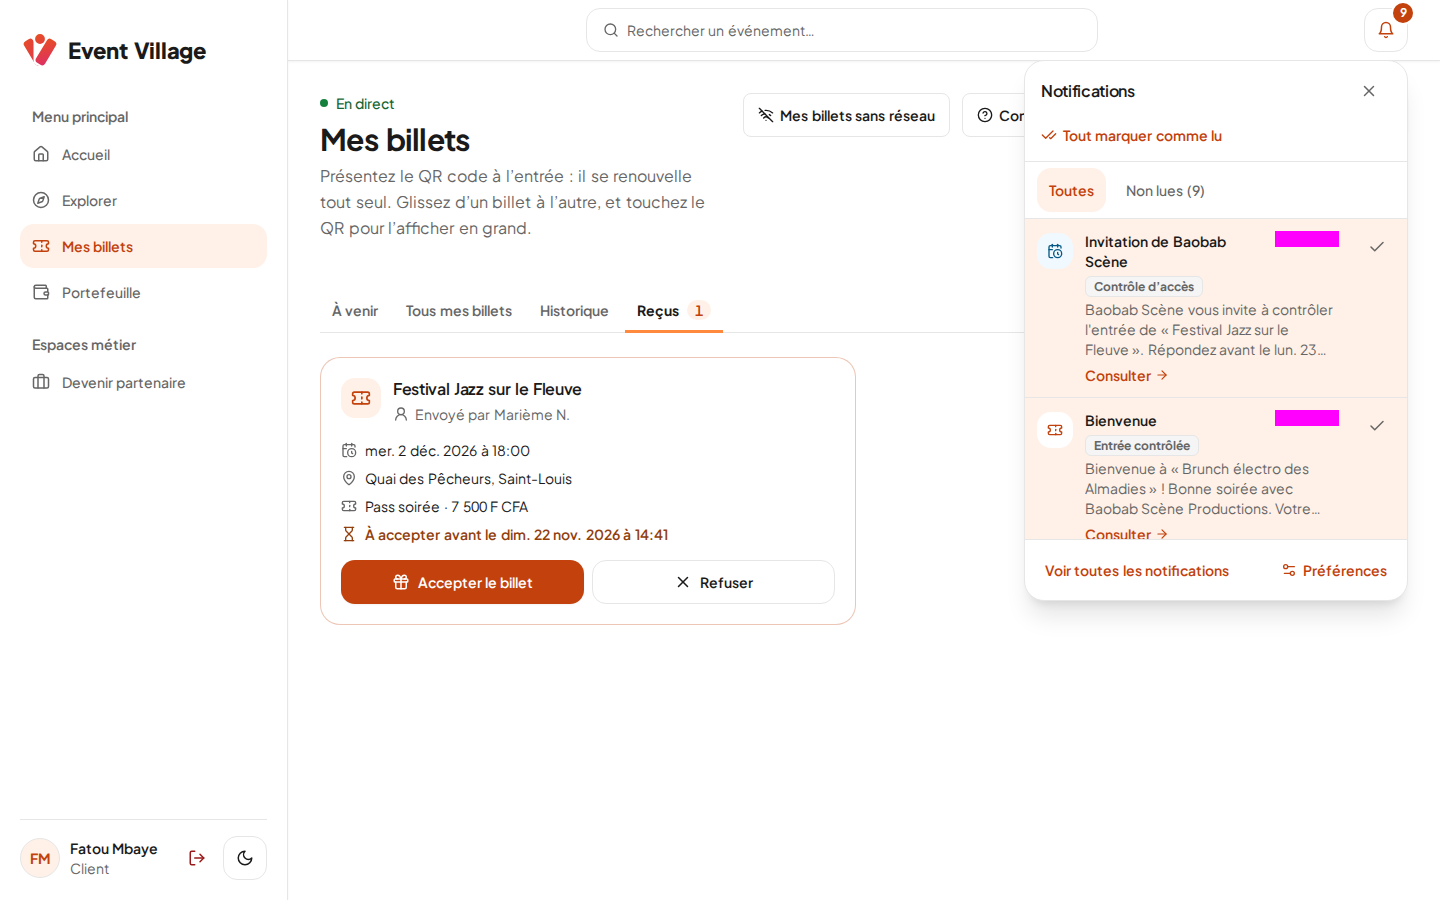 Event Village
Menu principal
Accueil
Explorer
Mes billets
Portefeuille
Espaces métier
Devenir partenaire
FM
Fatou Mbaye
Client
Rechercher un événement…
9
En direct
Mes billets
Présentez le QR code à l’entrée : il se renouvelle
tout seul. Glissez d’un billet à l’autre, et touchez le
QR pour l’afficher en grand.
Mes billets sans réseau
À venir
Tous mes billets
Historique
Reçus 1
Festival Jazz sur le Fleuve
Envoyé par Marième N.
mer. 2 déc. 2026 à 18:00
Quai des Pêcheurs, Saint-Louis
Pass soirée · 7 500 F CFA
À accepter avant le dim. 22 nov. 2026 à 14:41
Accepter le billet
Refuser
Notifications
Tout marquer comme lu
Toutes
Non lues (9)
Invitation de Baobab
Scène
Contrôle d’accès
Baobab Scène vous invite à contrôler
l’entrée de « Festival Jazz sur le
Fleuve ». Répondez avant le lun. 23…
Consulter
Bienvenue
Entrée contrôlée
Bienvenue à « Brunch électro des
Almadies » ! Bonne soirée avec
Baobab Scène Productions. Votre…
Consulter
Voir toutes les notifications
Préférences